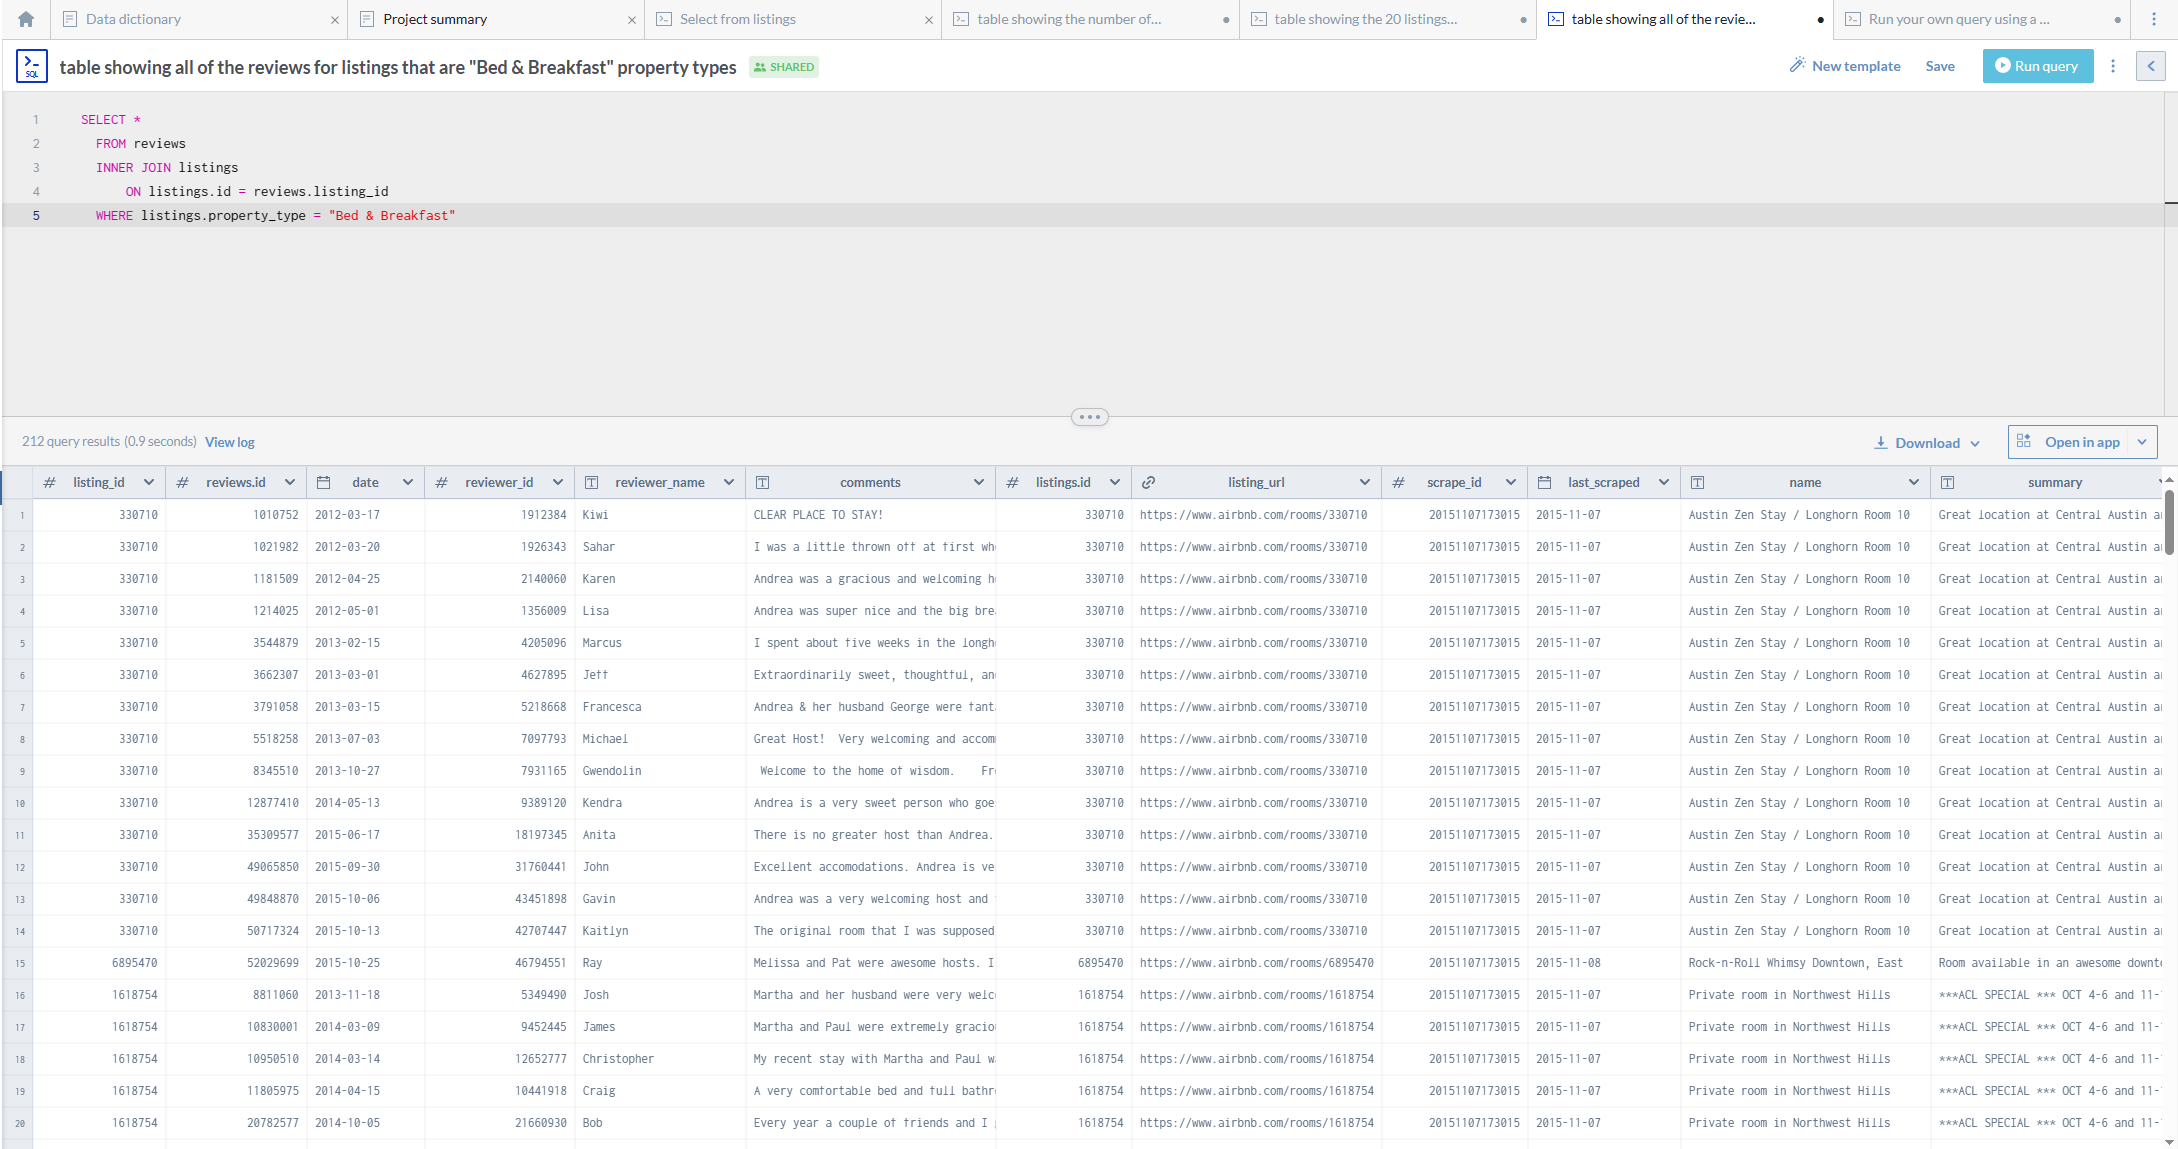 Data dictionary × Project summary × Select from listings × table showing the number of... table showing the 20 listings... table showing all of the revie... Run your own query using a ...
SQL table showing all of the reviews for listings that are "Bed & Breakfast" property types SHARED New template Save Run query
1 SELECT *
2 FROM reviews
3 INNER JOIN listings
4 ON listings.id = reviews.listing_id
5 WHERE listings.property_type = "Bed & Breakfast"
212 query results (0.9 seconds) View log Download Open in app
# listing_id # reviews.id date # reviewer_id T reviewer_name T comments # listings.id listing_url # scrape_id last_scraped T name T summary
1 330710 1010752 2012-03-17 1912384 Kiwi CLEAR PLACE TO STAY! 330710 https://www.airbnb.com/rooms/330710 20151107173015 2015-11-07 Austin Zen Stay / Longhorn Room 10 Great location at Central Austin a
2 330710 1021982 2012-03-20 1926343 Sahar I was a little thrown off at first wh 330710 https://www.airbnb.com/rooms/330710 20151107173015 2015-11-07 Austin Zen Stay / Longhorn Room 10 Great location at Central Austin a
3 330710 1181509 2012-04-25 2140060 Karen Andrea was a gracious and welcoming h 330710 https://www.airbnb.com/rooms/330710 20151107173015 2015-11-07 Austin Zen Stay / Longhorn Room 10 Great location at Central Austin a
4 330710 1214025 2012-05-01 1356009 Lisa Andrea was super nice and the big bre 330710 https://www.airbnb.com/rooms/330710 20151107173015 2015-11-07 Austin Zen Stay / Longhorn Room 10 Great location at Central Austin a
5 330710 3544879 2013-02-15 4205096 Marcus I spent about five weeks in the longh 330710 https://www.airbnb.com/rooms/330710 20151107173015 2015-11-07 Austin Zen Stay / Longhorn Room 10 Great location at Central Austin a
6 330710 3662307 2013-03-01 4627895 Jeff Extraordinarily sweet, thoughtful, an 330710 https://www.airbnb.com/rooms/330710 20151107173015 2015-11-07 Austin Zen Stay / Longhorn Room 10 Great location at Central Austin a
7 330710 3791058 2013-03-15 5218668 Francesca Andrea & her husband George were fant 330710 https://www.airbnb.com/rooms/330710 20151107173015 2015-11-07 Austin Zen Stay / Longhorn Room 10 Great location at Central Austin a
8 330710 5518258 2013-07-03 7097793 Michael Great Host! Very welcoming and accom 330710 https://www.airbnb.com/rooms/330710 20151107173015 2015-11-07 Austin Zen Stay / Longhorn Room 10 Great location at Central Austin a
9 330710 8345510 2013-10-27 7931165 Gwendolin Welcome to the home of wisdom. Fr 330710 https://www.airbnb.com/rooms/330710 20151107173015 2015-11-07 Austin Zen Stay / Longhorn Room 10 Great location at Central Austin a
10 330710 12877410 2014-05-13 9389120 Kendra Andrea is a very sweet person who goe 330710 https://www.airbnb.com/rooms/330710 20151107173015 2015-11-07 Austin Zen Stay / Longhorn Room 10 Great location at Central Austin a
11 330710 35309577 2015-06-17 18197345 Anita There is no greater host than Andrea. 330710 https://www.airbnb.com/rooms/330710 20151107173015 2015-11-07 Austin Zen Stay / Longhorn Room 10 Great location at Central Austin a
12 330710 49065850 2015-09-30 31760441 John Excellent accomodations. Andrea is ve 330710 https://www.airbnb.com/rooms/330710 20151107173015 2015-11-07 Austin Zen Stay / Longhorn Room 10 Great location at Central Austin a
13 330710 49848870 2015-10-06 43451898 Gavin Andrea was a very welcoming host and 330710 https://www.airbnb.com/rooms/330710 20151107173015 2015-11-07 Austin Zen Stay / Longhorn Room 10 Great location at Central Austin a
14 330710 50717324 2015-10-13 42707447 Kaitlyn The original room that I was supposed 330710 https://www.airbnb.com/rooms/330710 20151107173015 2015-11-07 Austin Zen Stay / Longhorn Room 10 Great location at Central Austin a
15 6895470 52029699 2015-10-25 46794551 Ray Melissa and Pat were awesome hosts. I 6895470 https://www.airbnb.com/rooms/6895470 20151107173015 2015-11-08 Rock-n-Roll Whimsy Downtown, East Room available in an awesome downt
16 1618754 8811060 2013-11-18 5349490 Josh Martha and her husband were very welc 1618754 https://www.airbnb.com/rooms/1618754 20151107173015 2015-11-07 Private room in Northwest Hills ***ACL SPECIAL *** OCT 4-6 and 11-
17 1618754 10830001 2014-03-09 9452445 James Martha and Paul were extremely gracio 1618754 https://www.airbnb.com/rooms/1618754 20151107173015 2015-11-07 Private room in Northwest Hills ***ACL SPECIAL *** OCT 4-6 and 11-
18 1618754 10950510 2014-03-14 12652777 Christopher My recent stay with Martha and Paul w 1618754 https://www.airbnb.com/rooms/1618754 20151107173015 2015-11-07 Private room in Northwest Hills ***ACL SPECIAL *** OCT 4-6 and 11-
19 1618754 11805975 2014-04-15 10441918 Craig A very comfortable bed and full bathr 1618754 https://www.airbnb.com/rooms/1618754 20151107173015 2015-11-07 Private room in Northwest Hills ***ACL SPECIAL *** OCT 4-6 and 11-
20 1618754 20782577 2014-10-05 21660930 Bob Every year a couple of friends and I 1618754 https://www.airbnb.com/rooms/1618754 20151107173015 2015-11-07 Private room in Northwest Hills ***ACL SPECIAL *** OCT 4-6 and 11-